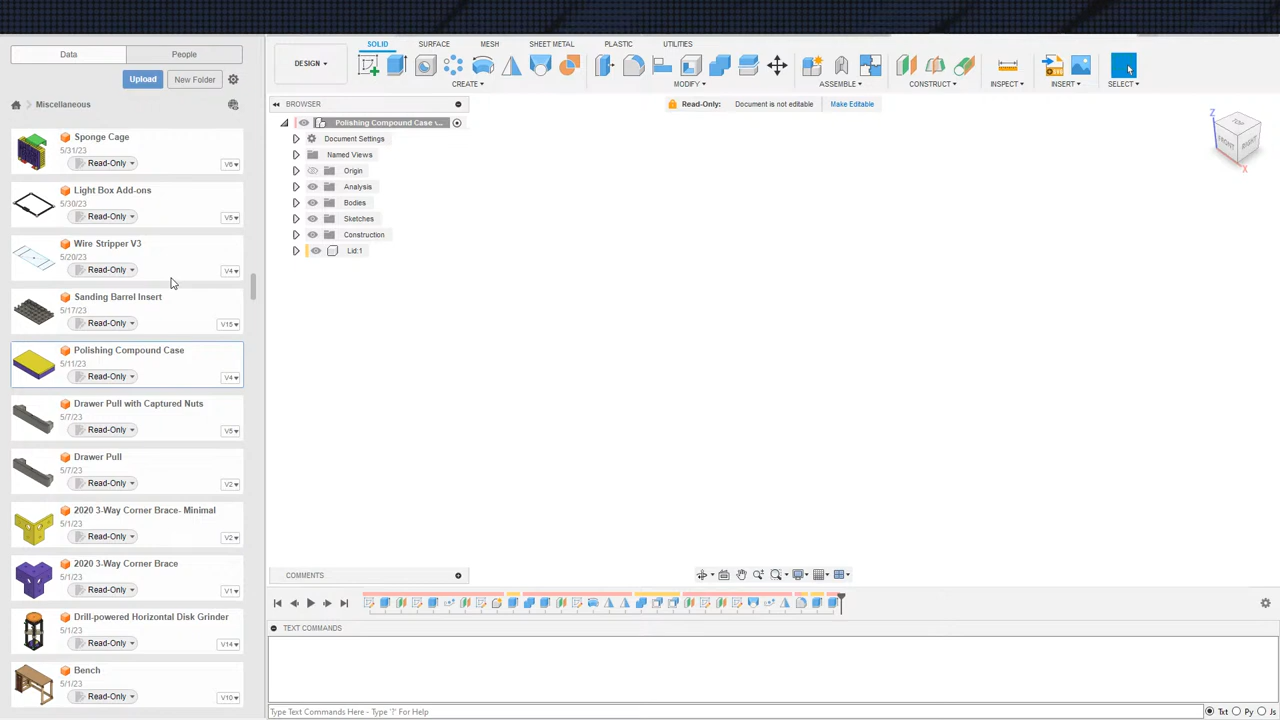 Data
People
Upload
New Folder
Miscellaneous
Sponge Cage
5/31/23
Read-Only
V6
Light Box Add-ons
5/30/23
Read-Only
V5
Wire Stripper V3
5/20/23
Read-Only
V4
Sanding Barrel Insert
5/17/23
Read-Only
V15
Polishing Compound Case
5/11/23
Read-Only
V4
Drawer Pull with Captured Nuts
5/7/23
Read-Only
V5
Drawer Pull
5/7/23
Read-Only
V2
2020 3-Way Corner Brace- Minimal
5/1/23
Read-Only
V2
2020 3-Way Corner Brace
5/1/23
Read-Only
V1
Drill-powered Horizontal Disk Grinder
5/1/23
Read-Only
V14
Bench
5/1/23
Read-Only
V10
DESIGN
SOLID
SURFACE
MESH
SHEET METAL
PLASTIC
UTILITIES
CREATE
MODIFY
ASSEMBLE
CONSTRUCT
INSPECT
INSERT
SELECT
BROWSER
Read-Only:
Document is not editable
Make Editable
Polishing Compound Case ...
Document Settings
Named Views
Origin
Analysis
Bodies
Sketches
Construction
Lid:1
Z
TOP
FRONT
RIGHT
X
COMMENTS
TEXT COMMANDS
Type Text Commands Here - Type '?' For Help
Txt
Py
Js